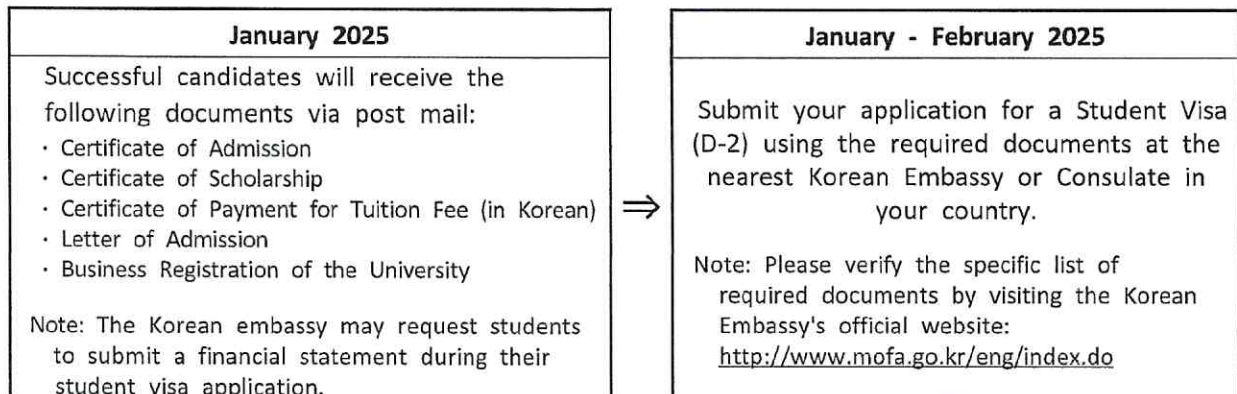 January 2025
Successful candidates will receive the
following documents via post mail:
· Certificate of Admission
· Certificate of Scholarship
· Certificate of Payment for Tuition Fee (in Korean)
· Letter of Admission
· Business Registration of the University
Note: The Korean embassy may request students
to submit a financial statement during their
student visa application.
⇒
January - February 2025
Submit your application for a Student Visa
(D-2) using the required documents at the
nearest Korean Embassy or Consulate in
your country.
Note: Please verify the specific list of
required documents by visiting the Korean
Embassy's official website:
http://www.mofa.go.kr/eng/index.do